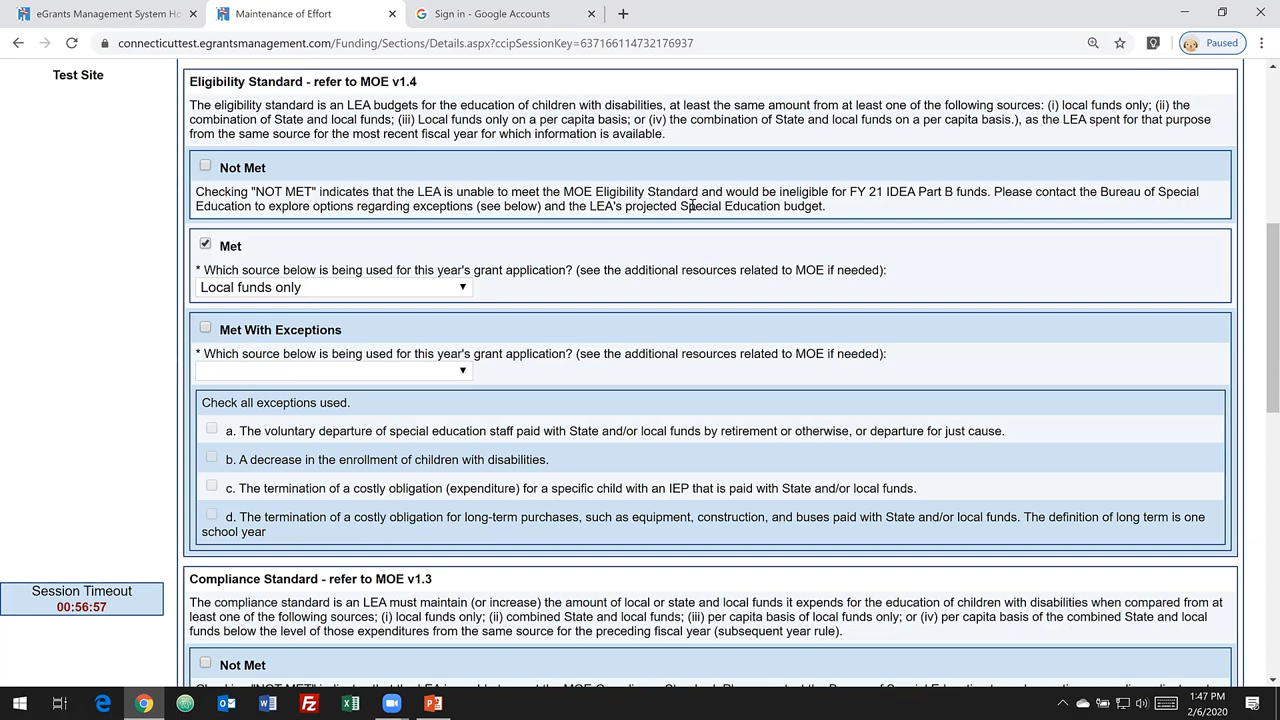 eGrants Management System Ho
Maintenance of Effort
Sign in - Google Accounts
connecticuttest.egrantsmanagement.com/Funding/Sections/Details.aspx?ccipSessionKey=637166114732176937
Paused
Test Site
Eligibility Standard - refer to MOE v1.4
The eligibility standard is an LEA budgets for the education of children with disabilities, at least the same amount from at least one of the following sources: (i) local funds only; (ii) the
combination of State and local funds; (iii) Local funds only on a per capita basis; or (iv) the combination of State and local funds on a per capita basis.), as the LEA spent for that purpose
from the same source for the most recent fiscal year for which information is available.
Not Met
Checking "NOT MET" indicates that the LEA is unable to meet the MOE Eligibility Standard and would be ineligible for FY 21 IDEA Part B funds. Please contact the Bureau of Special
Education to explore options regarding exceptions (see below) and the LEA's projected Special Education budget.
Met
* Which source below is being used for this year's grant application? (see the additional resources related to MOE if needed):
Local funds only
Met With Exceptions
* Which source below is being used for this year's grant application? (see the additional resources related to MOE if needed):
Check all exceptions used.
a. The voluntary departure of special education staff paid with State and/or local funds by retirement or otherwise, or departure for just cause.
b. A decrease in the enrollment of children with disabilities.
c. The termination of a costly obligation (expenditure) for a specific child with an IEP that is paid with State and/or local funds.
d. The termination of a costly obligation for long-term purchases, such as equipment, construction, and buses paid with State and/or local funds. The definition of long term is one
school year
Session Timeout
00:56:57
Compliance Standard - refer to MOE v1.3
The compliance standard is an LEA must maintain (or increase) the amount of local or state and local funds it expends for the education of children with disabilities when compared from at
least one of the following sources; (i) local funds only; (ii) combined State and local funds; (iii) per capita basis of local funds only; or (iv) per capita basis of the combined State and local
funds below the level of those expenditures from the same source for the preceding fiscal year (subsequent year rule).
Not Met
1:47 PM
2/6/2020